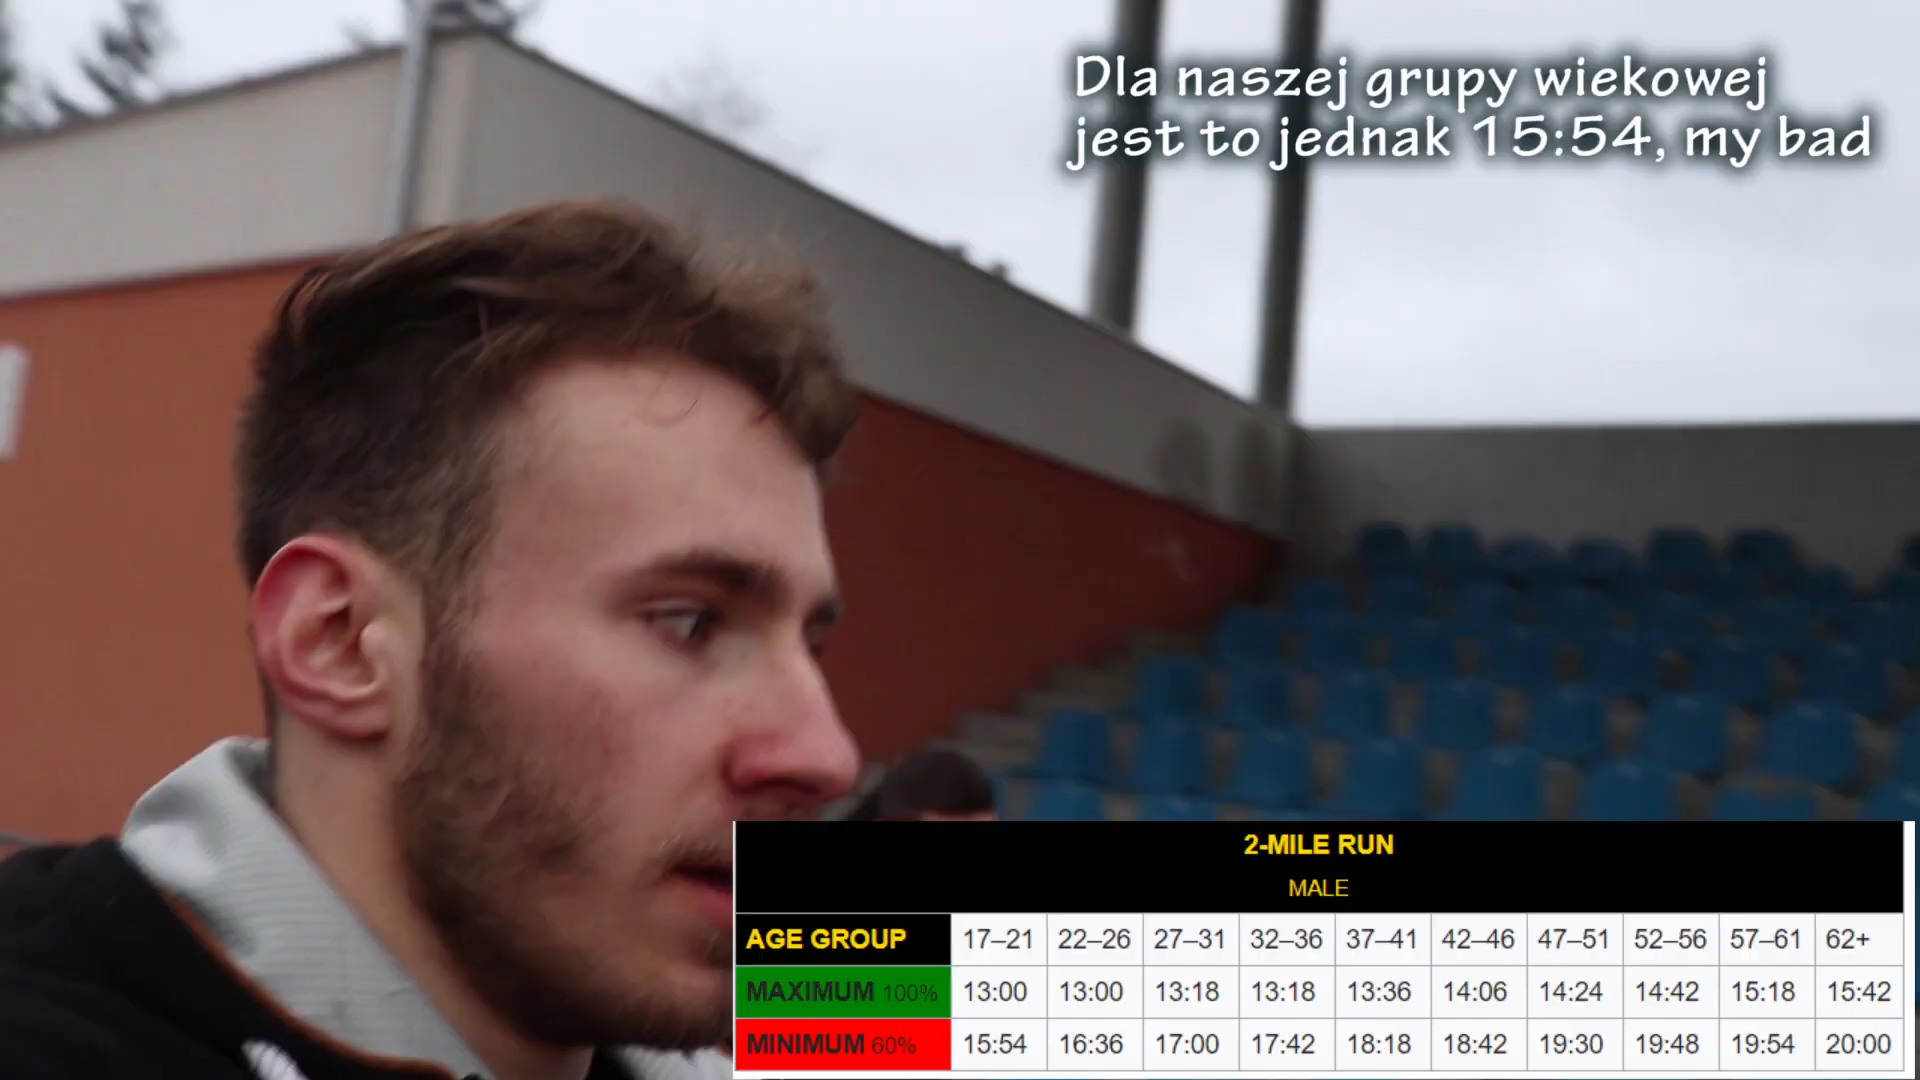 Dla naszej grupy wiekowej
jest to jednak 15:54, my bad
2-MILE RUN
MALE
AGE GROUP 17–21 22–26 27–31 32–36 37–41 42–46 47–51 52–56 57–61 62+
MAXIMUM 100% 13:00 13:00 13:18 13:18 13:36 14:06 14:24 14:42 15:18 15:42
MINIMUM 60% 15:54 16:36 17:00 17:42 18:18 18:42 19:30 19:48 19:54 20:00